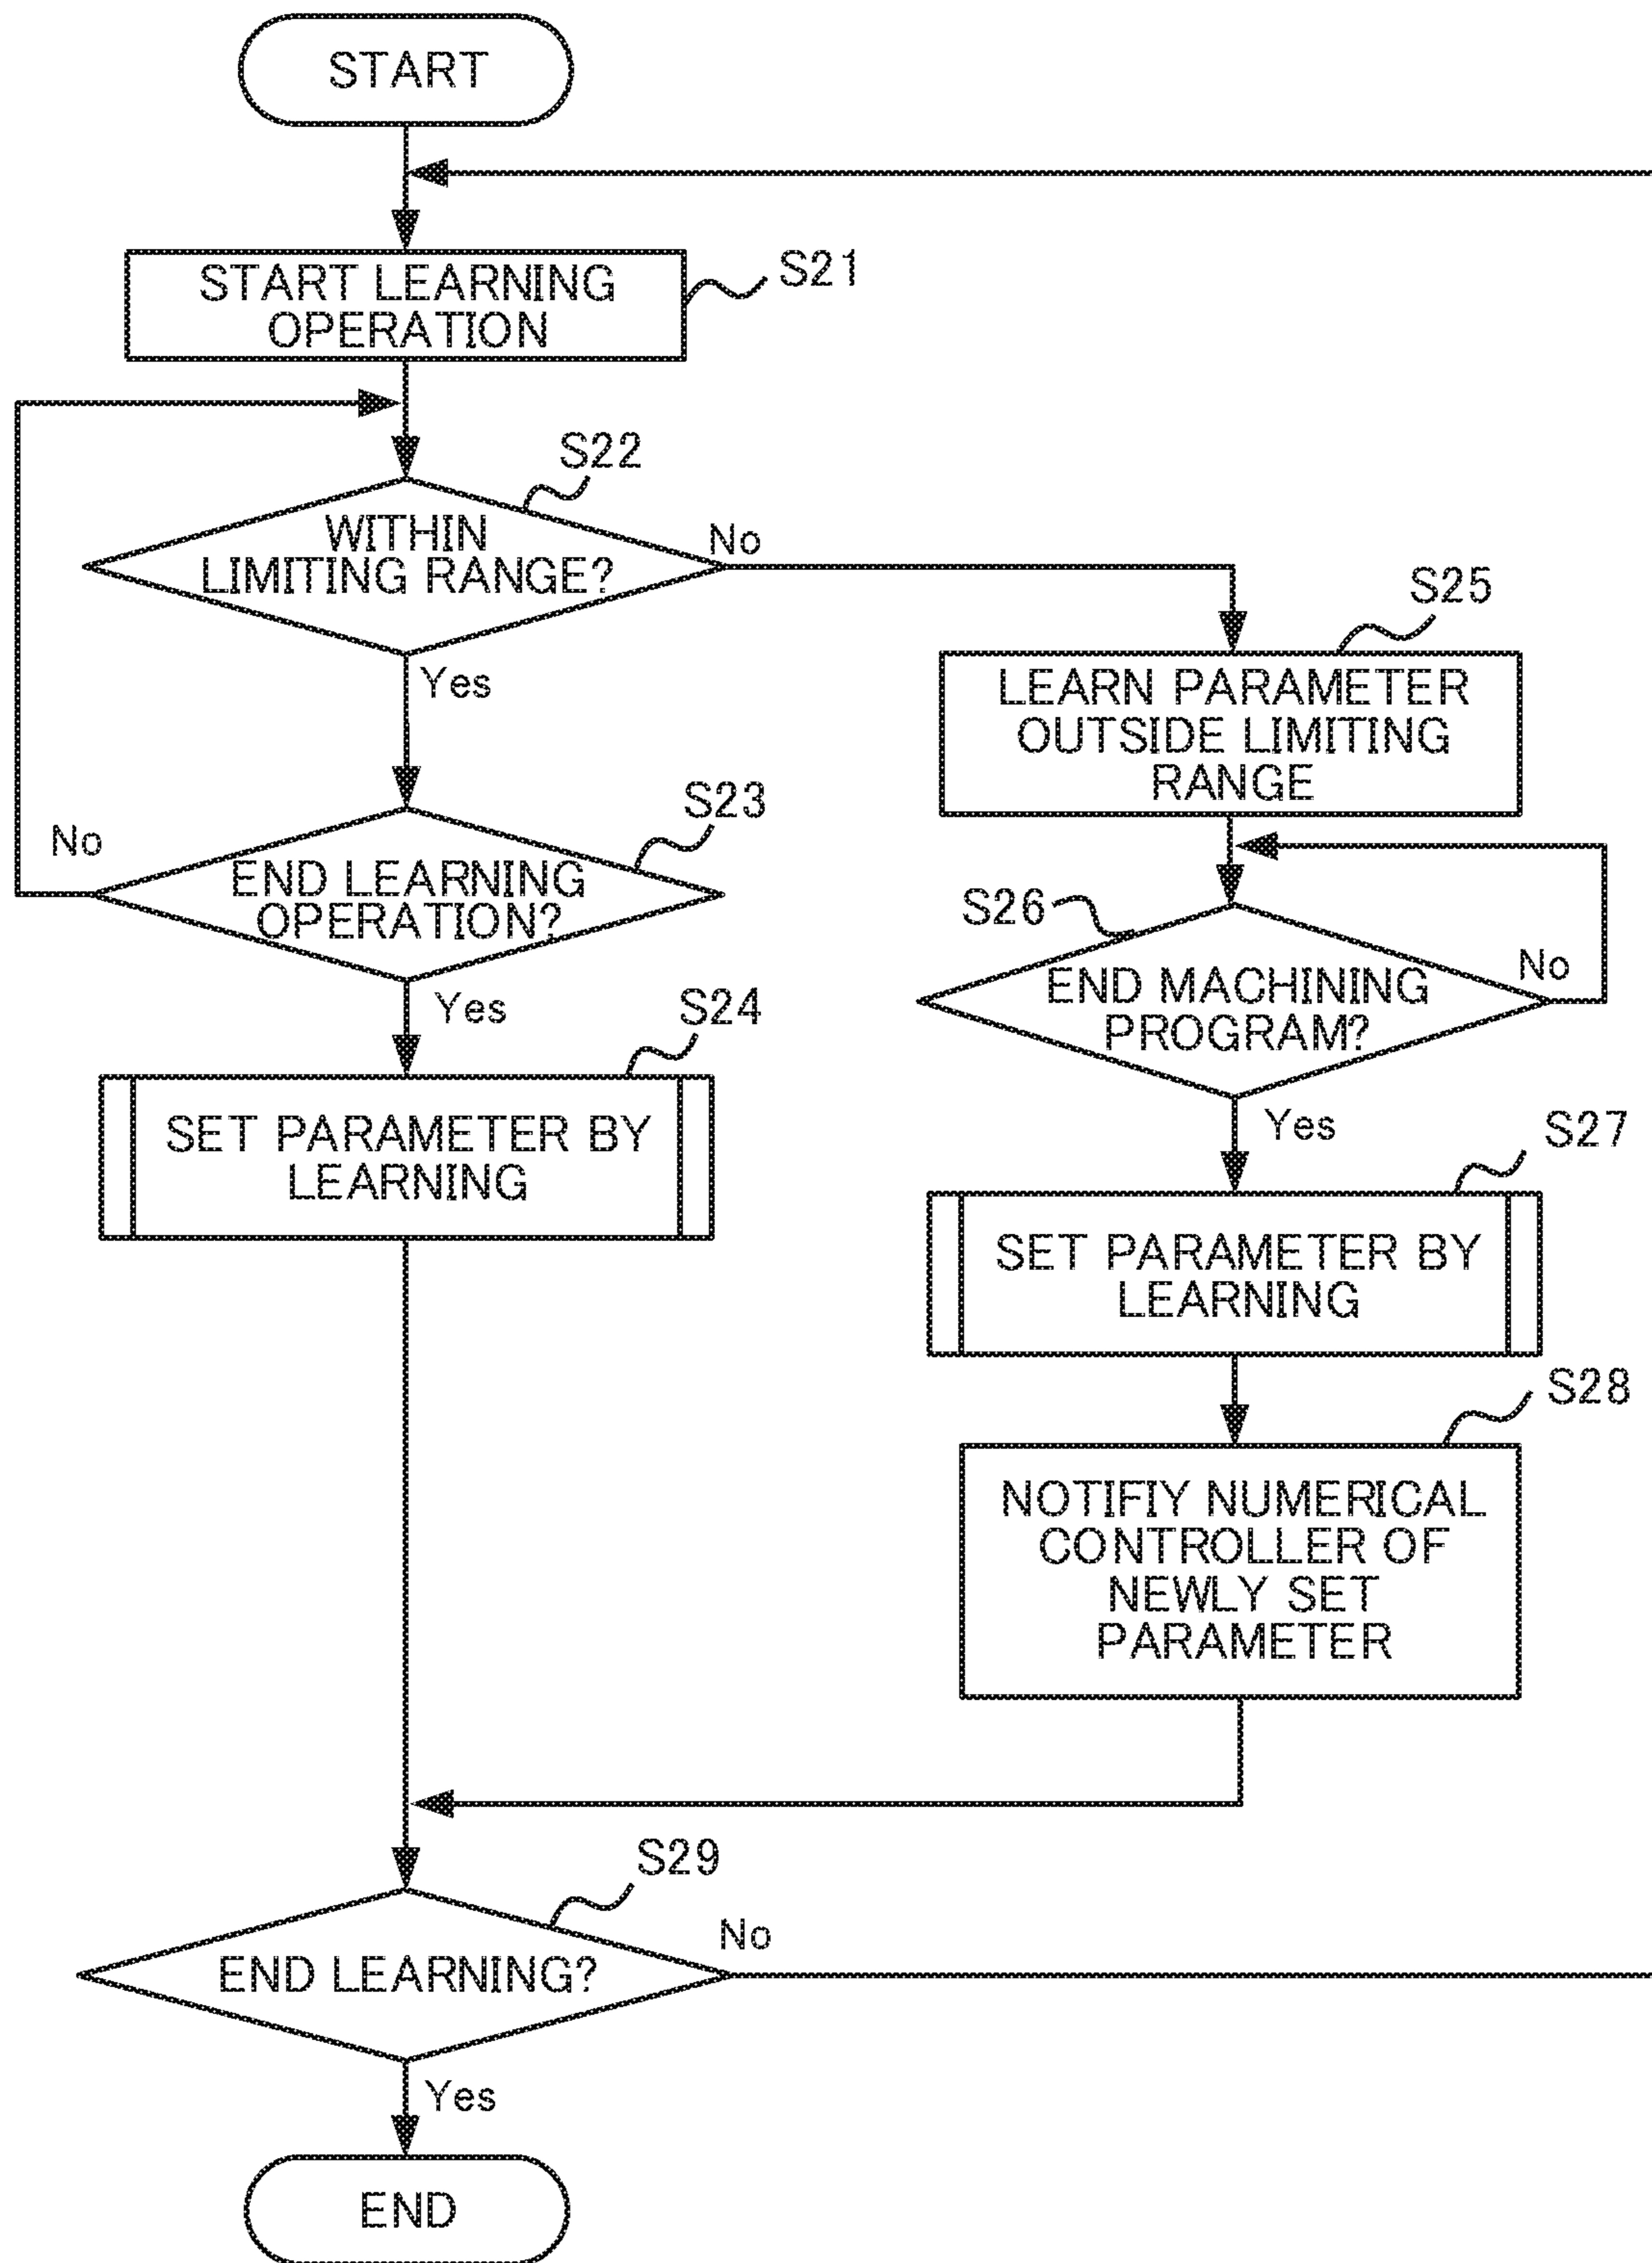 START
START LEARNING
OPERATION
S21
S22
WITHIN
LIMITING RANGE?
No
Yes
S23
END LEARNING
OPERATION?
No
Yes
S24
SET PARAMETER BY
LEARNING
S25
LEARN PARAMETER
OUTSIDE LIMITING
RANGE
S26
END MACHINING
PROGRAM?
No
Yes
S27
SET PARAMETER BY
LEARNING
S28
NOTIFIY NUMERICAL
CONTROLLER OF
NEWLY SET
PARAMETER
S29
END LEARNING?
No
Yes
END